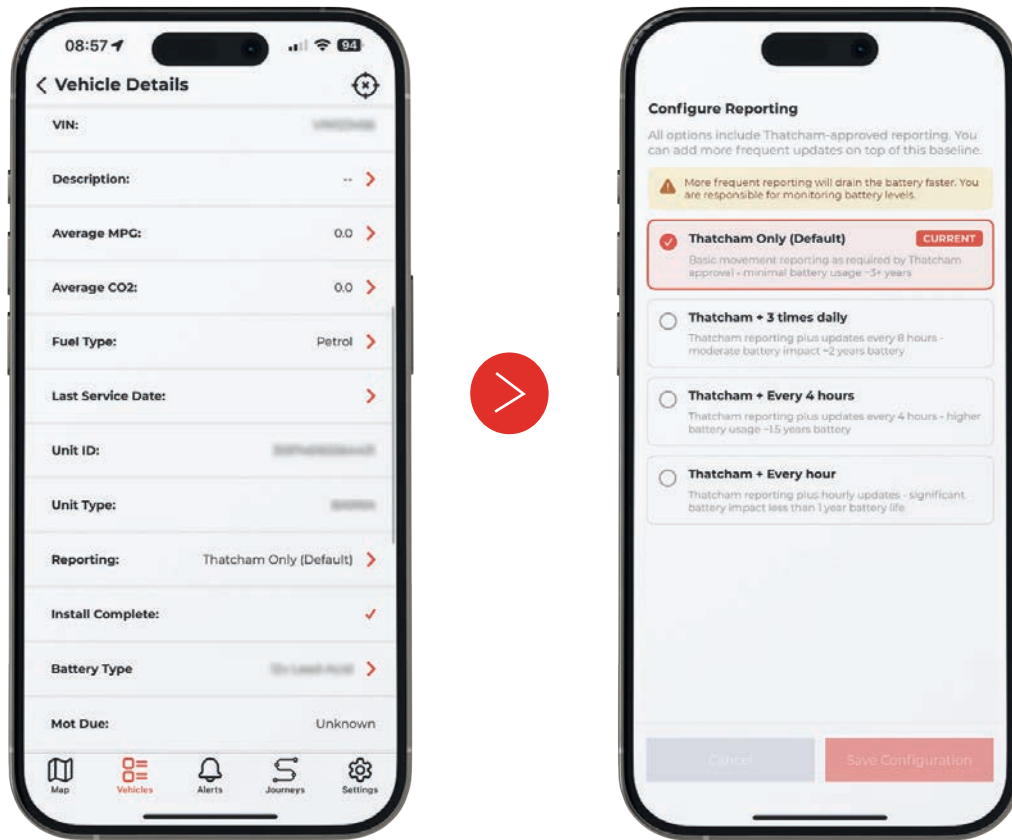 08:57
94
Vehicle Details
VIN:
Description: --
Average MPG: 0.0
Average CO2: 0.0
Fuel Type: Petrol
Last Service Date:
Unit ID:
Unit Type:
Reporting: Thatcham Only (Default)
Install Complete:
Battery Type
Mot Due: Unknown
Map Vehicles Alerts Journeys Settings
Configure Reporting
All options include Thatcham-approved reporting. You
can add more frequent updates on top of this baseline.
More frequent reporting will drain the battery faster. You
are responsible for monitoring battery levels.
Thatcham Only (Default) CURRENT
Basic movement reporting as required by Thatcham
approval - minimal battery usage ~3+ years
Thatcham + 3 times daily
Thatcham reporting plus updates every 8 hours -
moderate battery impact ~2 years battery
Thatcham + Every 4 hours
Thatcham reporting plus updates every 4 hours - higher
battery usage ~1.5 years battery
Thatcham + Every hour
Thatcham reporting plus hourly updates - significant
battery impact less than 1 year battery life
Cancel Save Configuration